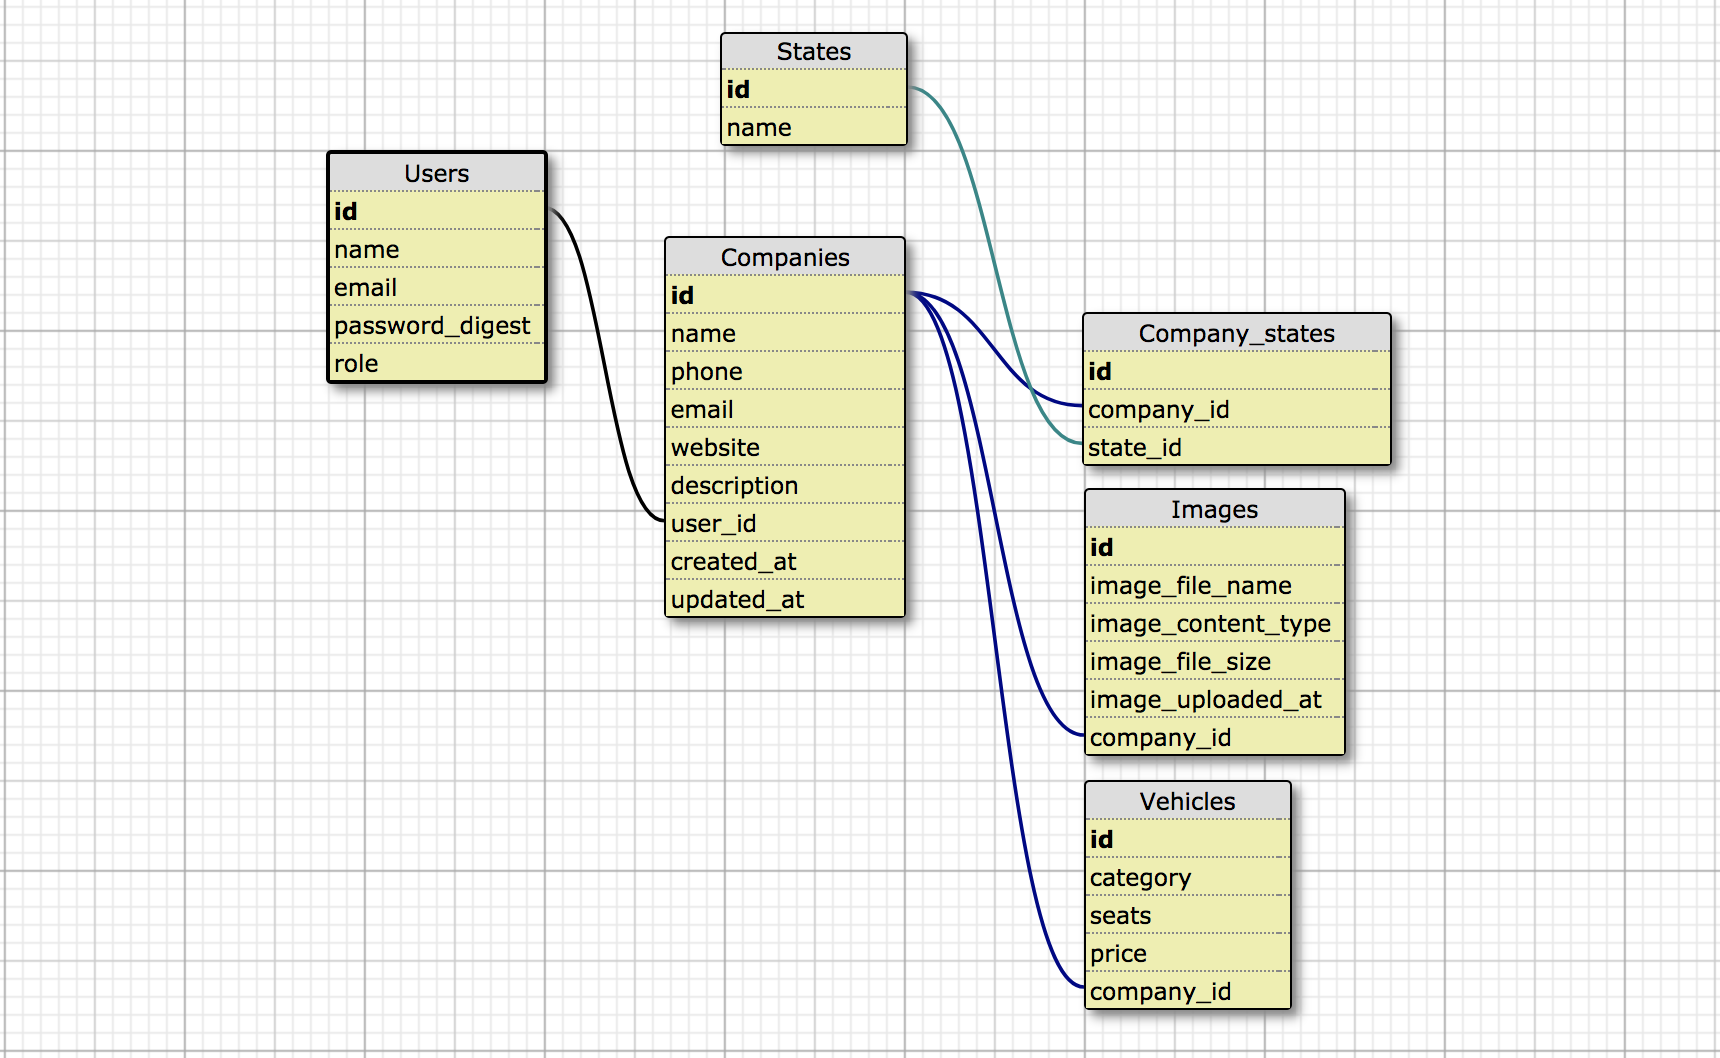 States
id
name
Users
id
name
email
password_digest
role
Companies
id
name
phone
email
website
description
user_id
created_at
updated_at
Company_states
id
company_id
state_id
Images
id
image_file_name
image_content_type
image_file_size
image_uploaded_at
company_id
Vehicles
id
category
seats
price
company_id